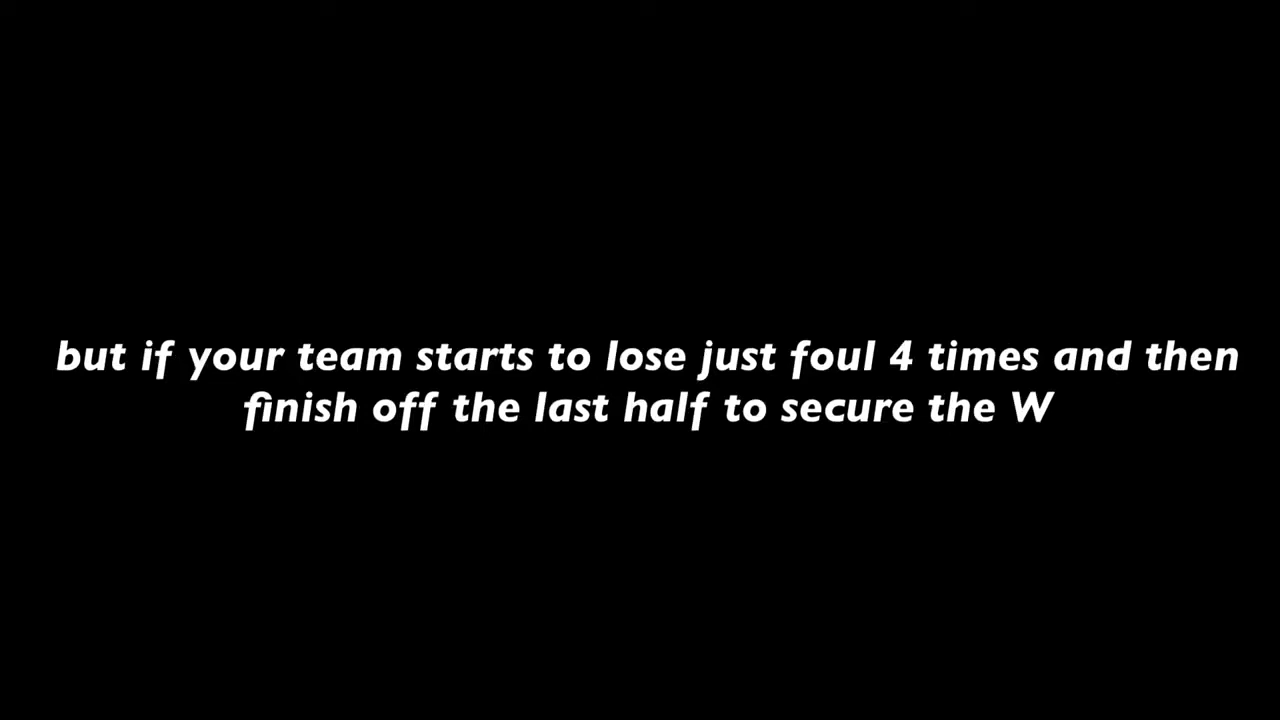 but if your team starts to lose just foul 4 times and then
finish off the last half to secure the W